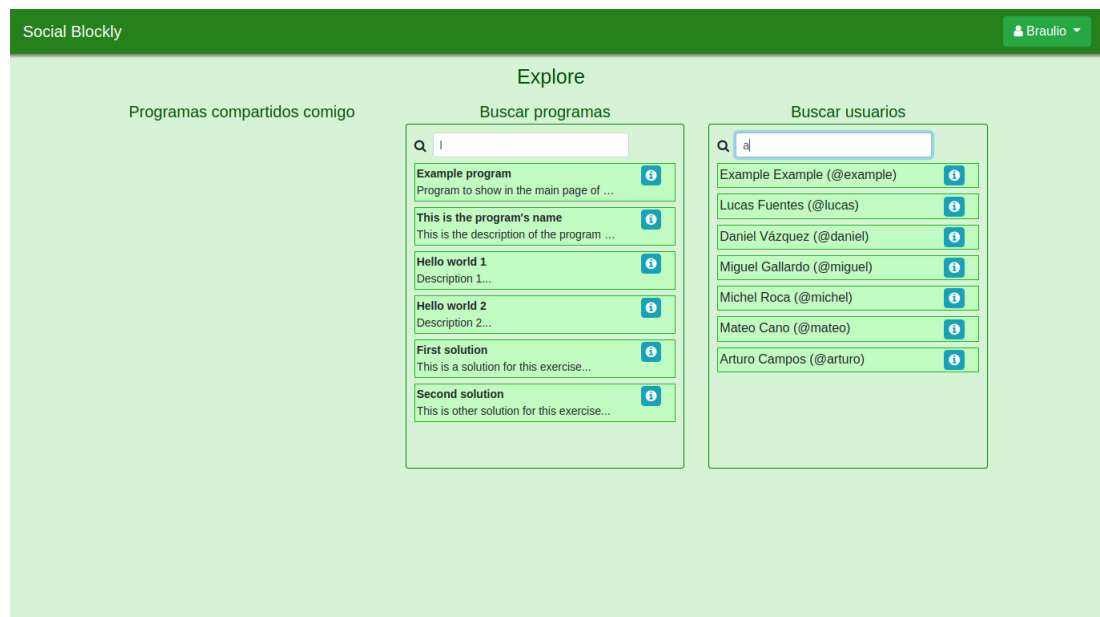 Social Blockly
Braulio
Explore
Programas compartidos comigo
Buscar programas
l
Example program
Program to show in the main page of ...
This is the program's name
This is the description of the program ...
Hello world 1
Description 1...
Hello world 2
Description 2...
First solution
This is a solution for this exercise...
Second solution
This is other solution for this exercise...
Buscar usuarios
a
Example Example (@example)
Lucas Fuentes (@lucas)
Daniel Vázquez (@daniel)
Miguel Gallardo (@miguel)
Michel Roca (@michel)
Mateo Cano (@mateo)
Arturo Campos (@arturo)